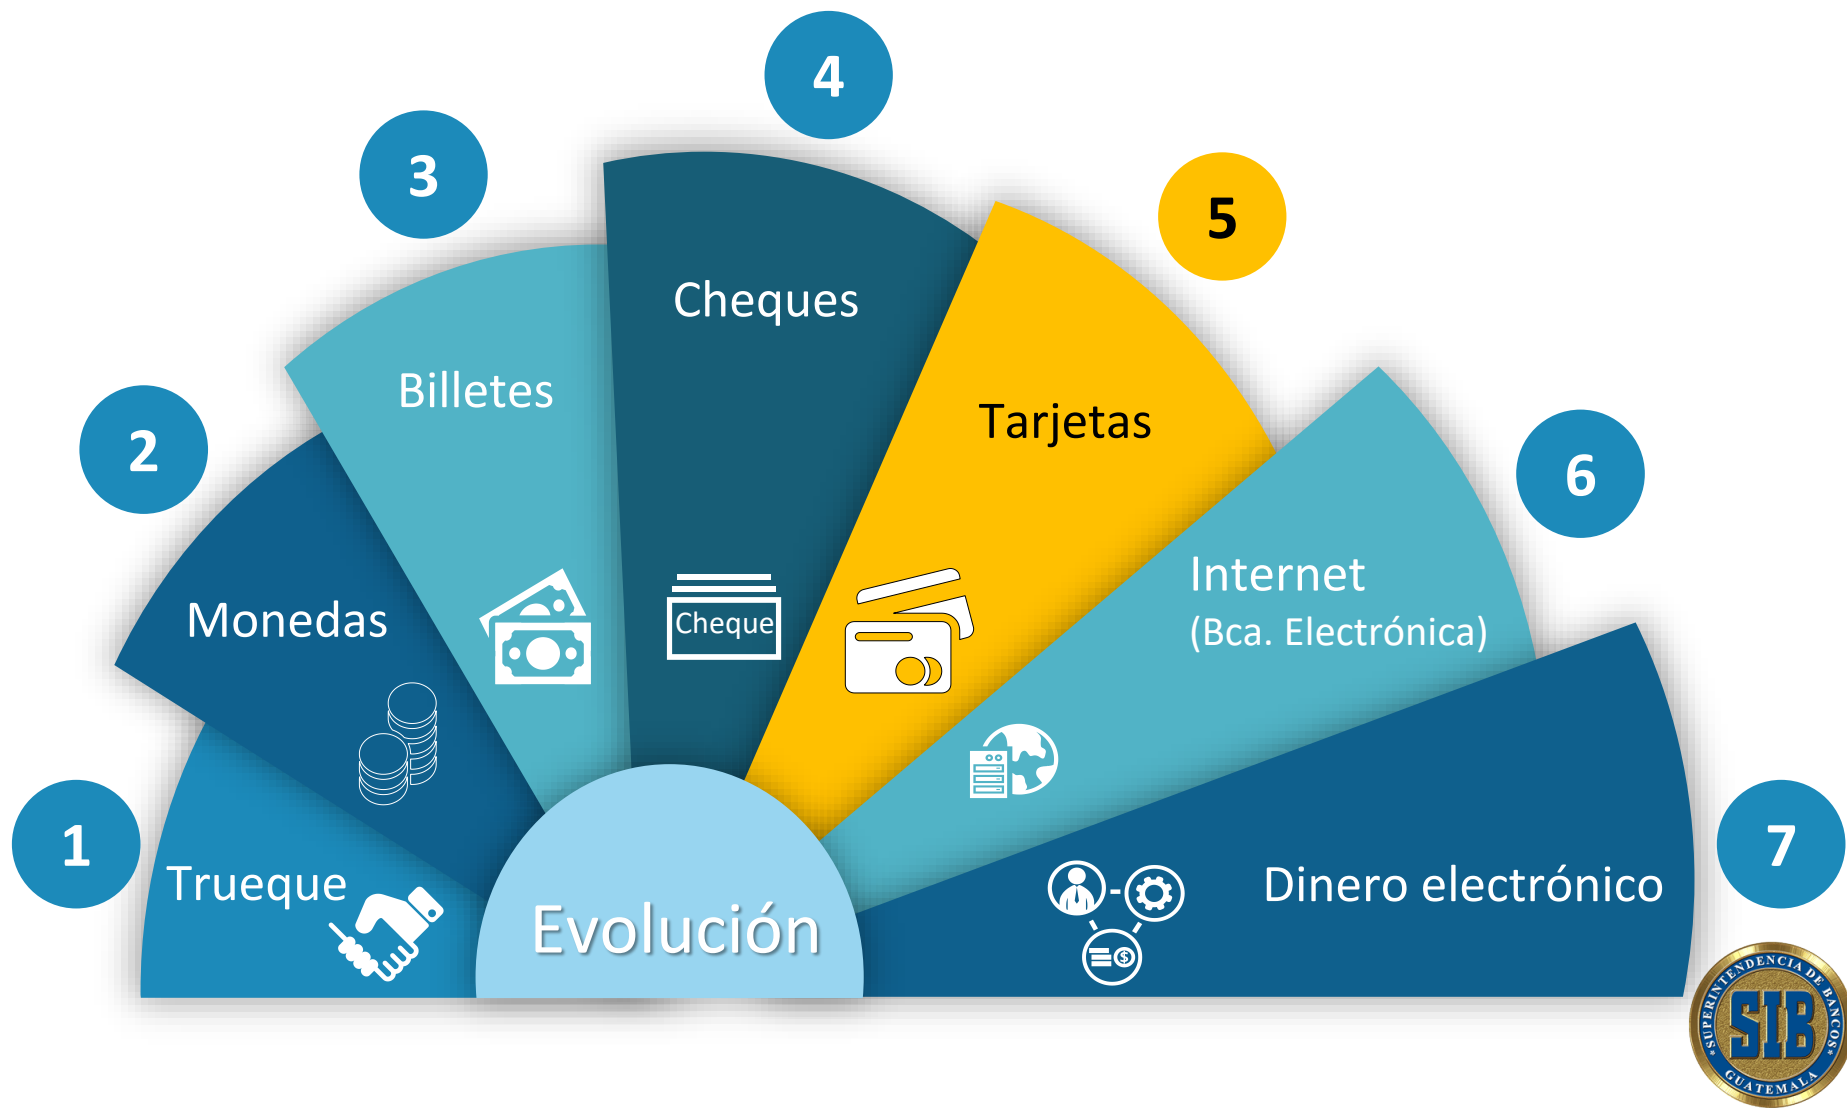 1
Trueque
2
Monedas
3
Billetes
4
Cheques
Cheque
5
Tarjetas
6
Internet
(Bca. Electrónica)
7
Dinero electrónico
$
Evolución
*SUPERINTENDENCIA DE BANCOS*
SIB
GUATEMALA